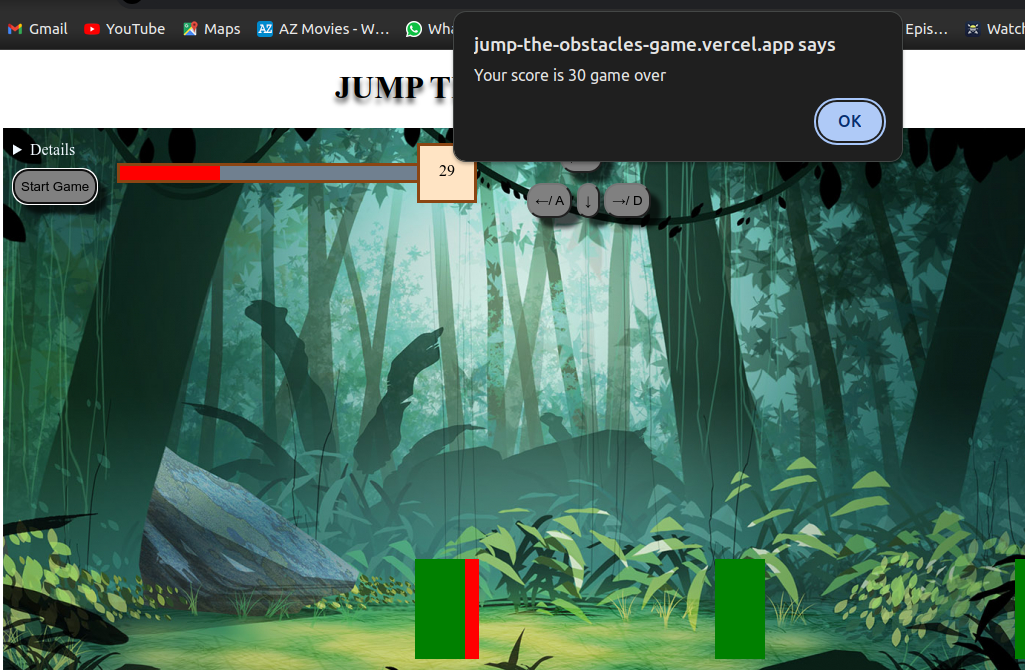 Gmail
YouTube
Maps
AZ
AZ Movies - W...
Wha
Epis...
Watch
jump-the-obstacles-game.vercel.app says
Your score is 30 game over
OK
JUMP T
▶ Details
Start Game
29
←/ A
↓
→/ D